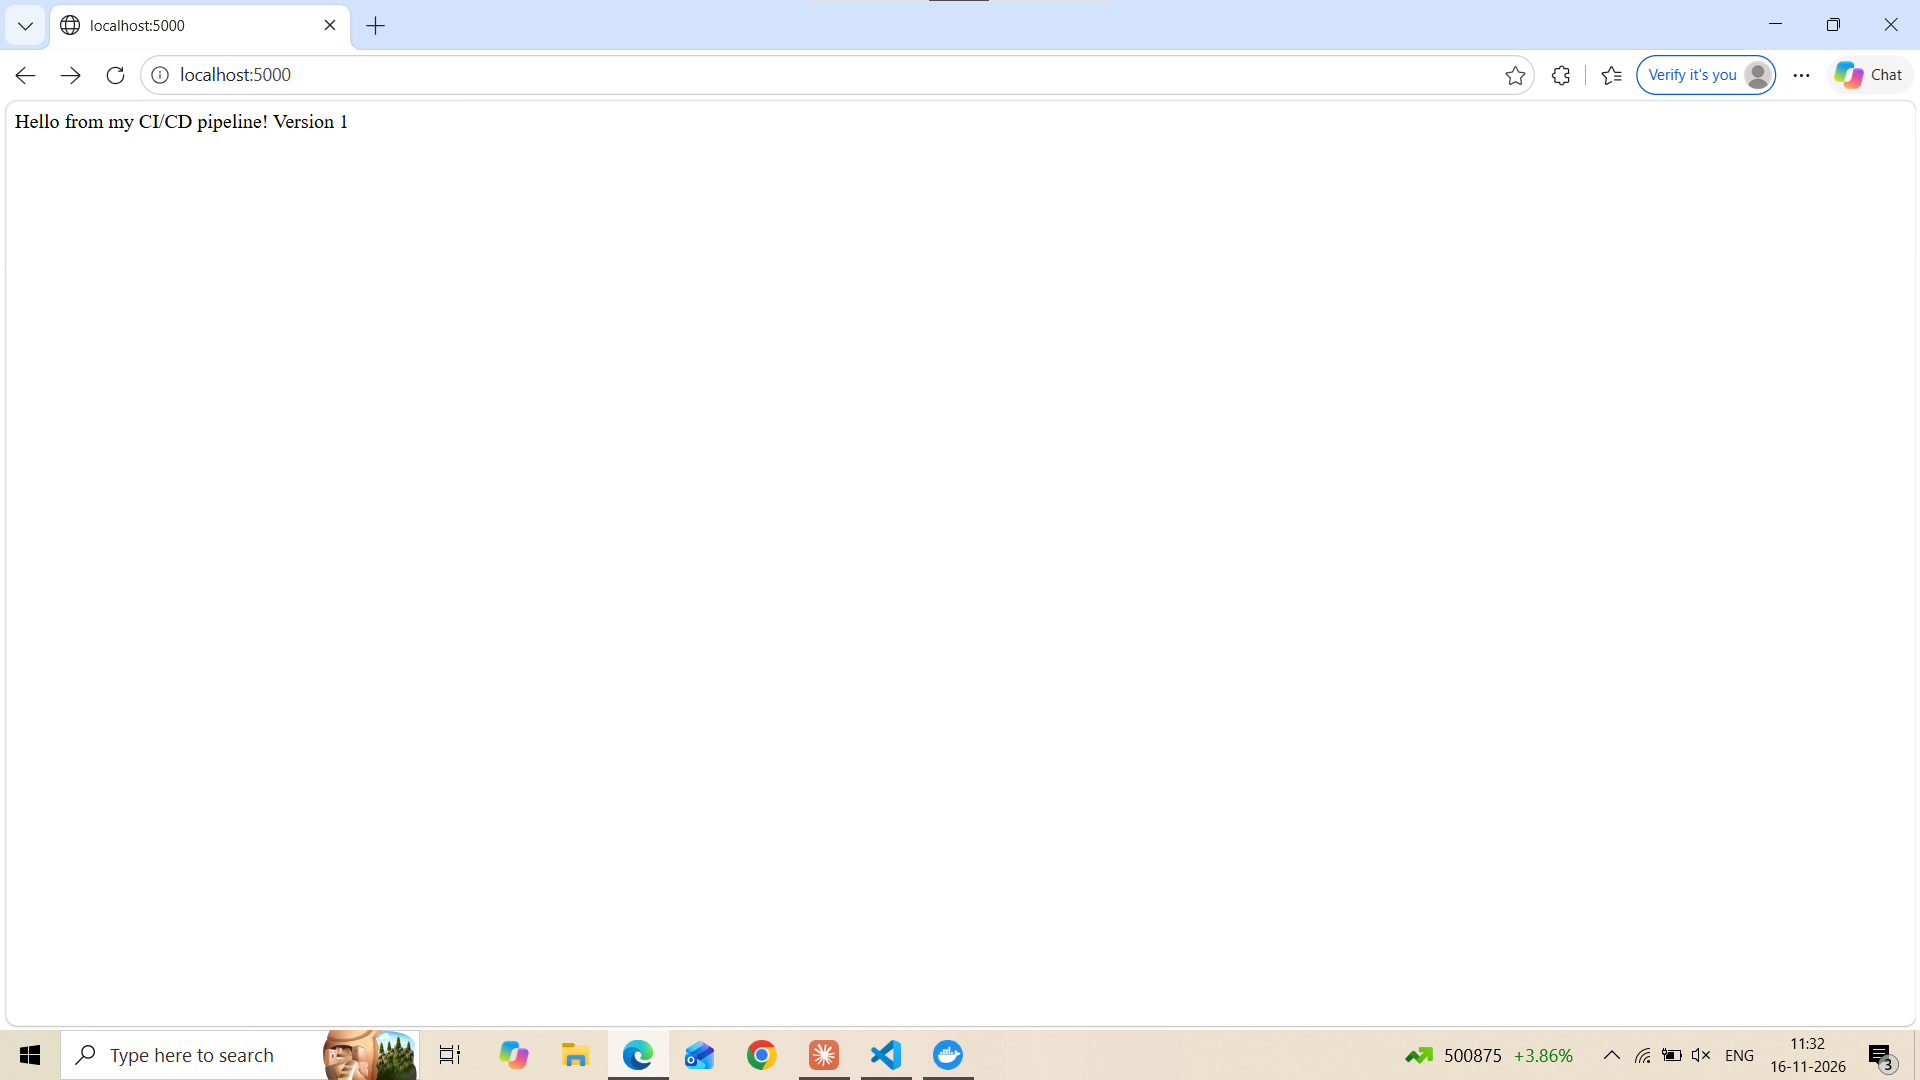 localhost:5000
localhost:5000
Verify it's you
Chat
Hello from my CI/CD pipeline! Version 1
Type here to search
500875 +3.86%
ENG
11:32
16-11-2026
3